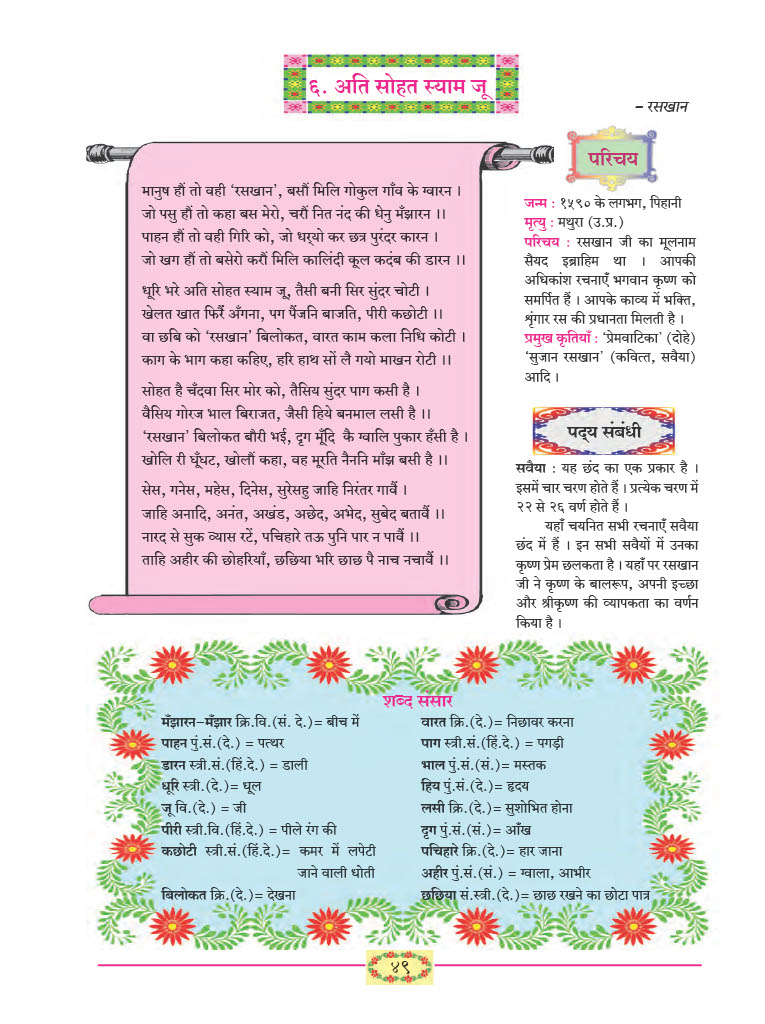 ६. अति सोहत स्याम जू
– रसखान
मानुष हौं तो वही ‘रसखान’, बसौं मिलि गोकुल गाँव के ग्वारन ।
जो पसु हौं तो कहा बस मेरो, चरौं नित नंद की धेनु मँझारन ।।
पाहन हौं तो वही गिरि को, जो धर्‌यो कर छत्र पुरंदर कारन ।
जो खग हौं तो बसेरो करौं मिलि कालिंदी कूल कदंब की डारन ।।
धूरि भरे अति सोहत स्याम जू, तैसी बनी सिर सुंदर चोटी ।
खेलत खात फिरैं अँगना, पग पैंजनि बाजति, पीरी कछोटी ।।
वा छबि को ‘रसखान’ बिलोकत, वारत काम कला निधि कोटी ।
काग के भाग कहा कहिए, हरि हाथ सों लै गयो माखन रोटी ।।
सोहत है चँदवा सिर मोर को, तैसिय सुंदर पाग कसी है ।
वैसिय गोरज भाल बिराजत, जैसी हिये बनमाल लसी है ।।
‘रसखान’ बिलोकत बौरी भई, दृग मूँदि कै ग्वालि पुकार हँसी है ।
खोलि री घूँघट, खोलौं कहा, वह मूरति नैननि माँझ बसी है ।।
सेस, गनेस, महेस, दिनेस, सुरेसहु जाहि निरंतर गावैं ।
जाहि अनादि, अनंत, अखंड, अछेद, अभेद, सुबेद बतावैं ।।
नारद से सुक व्यास रटें, पचिहारे तऊ पुनि पार न पावैं ।
ताहि अहीर की छोहरियाँ, छछिया भरि छाछ पै नाच नचावैं ।।
परिचय
जन्म : १५९० के लगभग, पिहानी
मृत्यु : मथुरा (उ.प्र.)
परिचय : रसखान जी का मूलनाम
सैयद इब्राहिम था । आपकी
अधिकांश रचनाएँ भगवान कृष्ण को
समर्पित हैं । आपके काव्य में भक्ति,
शृंगार रस की प्रधानता मिलती है ।
प्रमुख कृतियाँ : ‘प्रेमवाटिका’ (दोहे)
‘सुजान रसखान’ (कवित्त, सवैया)
आदि ।
पद्‌य संबंधी
सवैया : यह छंद का एक प्रकार है ।
इसमें चार चरण होते हैं । प्रत्येक चरण में
२२ से २६ वर्ण होते हैं ।
यहाँ चयनित सभी रचनाएँ सवैया
छंद में हैं । इन सभी सवैयों में उनका
कृष्ण प्रेम छलकता है । यहाँ पर रसखान
जी ने कृष्ण के बालरूप, अपनी इच्छा
और श्रीकृष्ण की व्यापकता का वर्णन
किया है ।
शब्द संसार
मँझारन–मँझार क्रि.वि.(सं. दे.)= बीच में
पाहन पुं.सं.(दे.) = पत्थर
डारन स्त्री.सं.(हिं.दे.) = डाली
धूरि स्त्री.(दे.)= धूल
जू वि.(दे.) = जी
पीरी स्त्री.वि.(हिं.दे.) = पीले रंग की
कछोटी स्त्री.सं.(हिं.दे.)= कमर में लपेटी
जाने वाली धोती
बिलोकत क्रि.(दे.)= देखना
वारत क्रि.(दे.)= निछावर करना
पाग स्त्री.सं.(हिं.दे.) = पगड़ी
भाल पुं.सं.(सं.)= मस्तक
हिय पुं.सं.(दे.)= हृदय
लसी क्रि.(दे.)= सुशोभित होना
दृग पुं.सं.(सं.)= आँख
पचिहारे क्रि.(दे.)= हार जाना
अहीर पुं.सं.(सं.) = ग्वाला, आभीर
छछिया सं.स्त्री.(दे.)= छाछ रखने का छोटा पात्र
४९